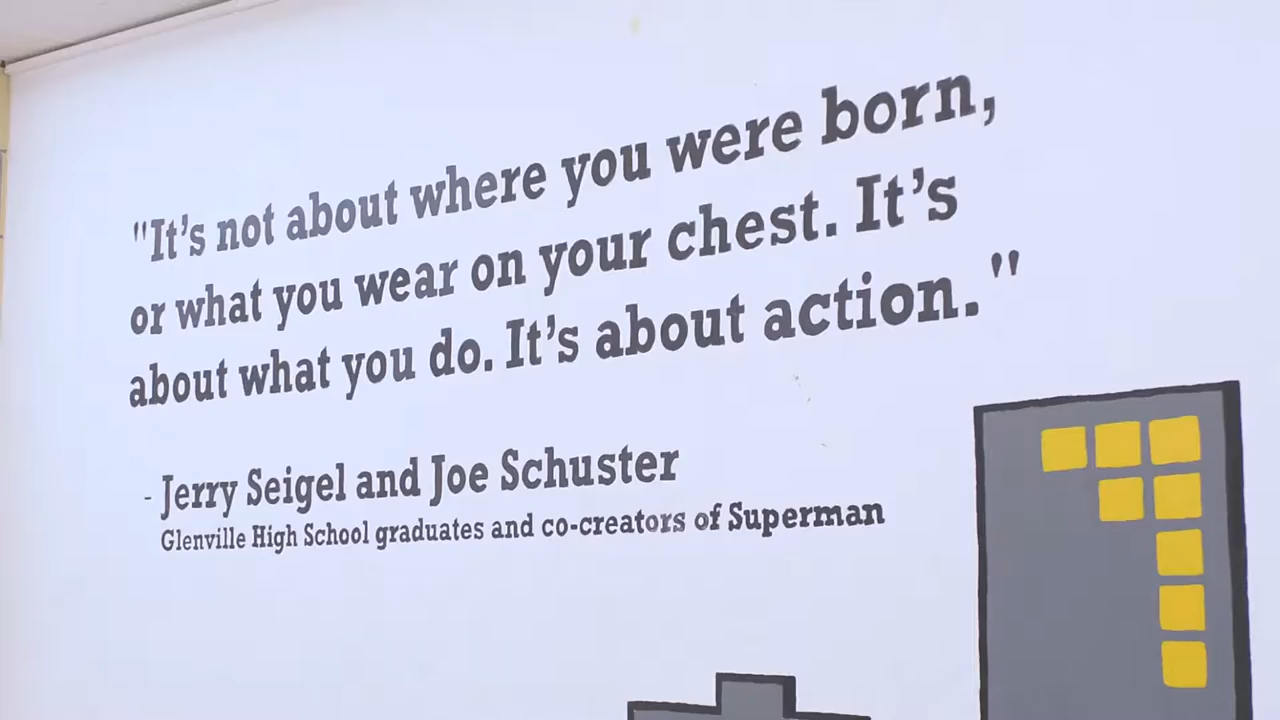 "It's not about where you were born,
or what you wear on your chest. It's
about what you do. It's about action."
- Jerry Seigel and Joe Schuster
Glenville High School graduates and co-creators of Superman